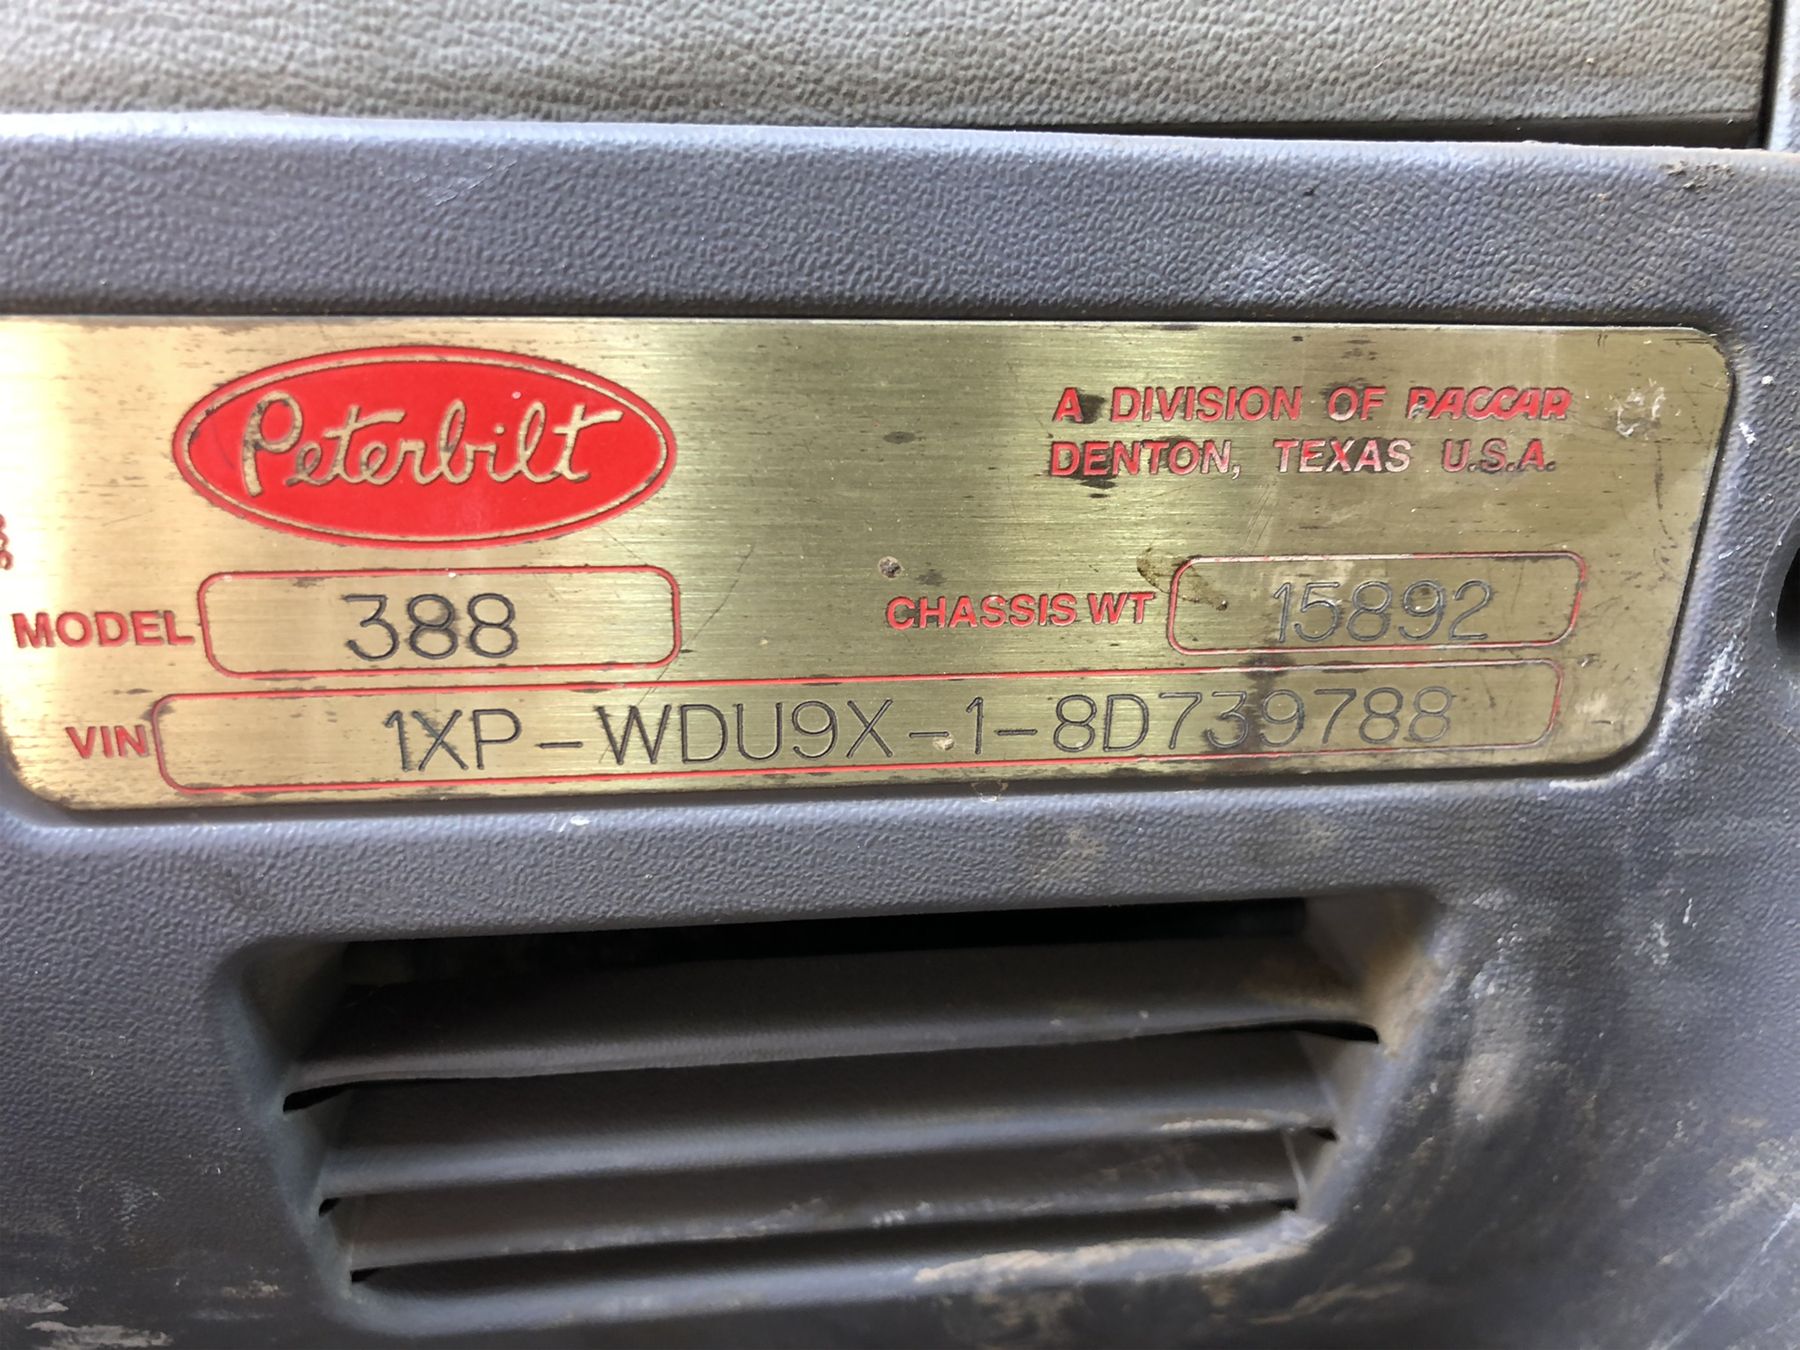 Peterbilt
A DIVISION OF PACCAR
DENTON, TEXAS U.S.A.
MODEL 388
CHASSIS WT 15892
VIN 1XP-WDU9X-1-8D739788